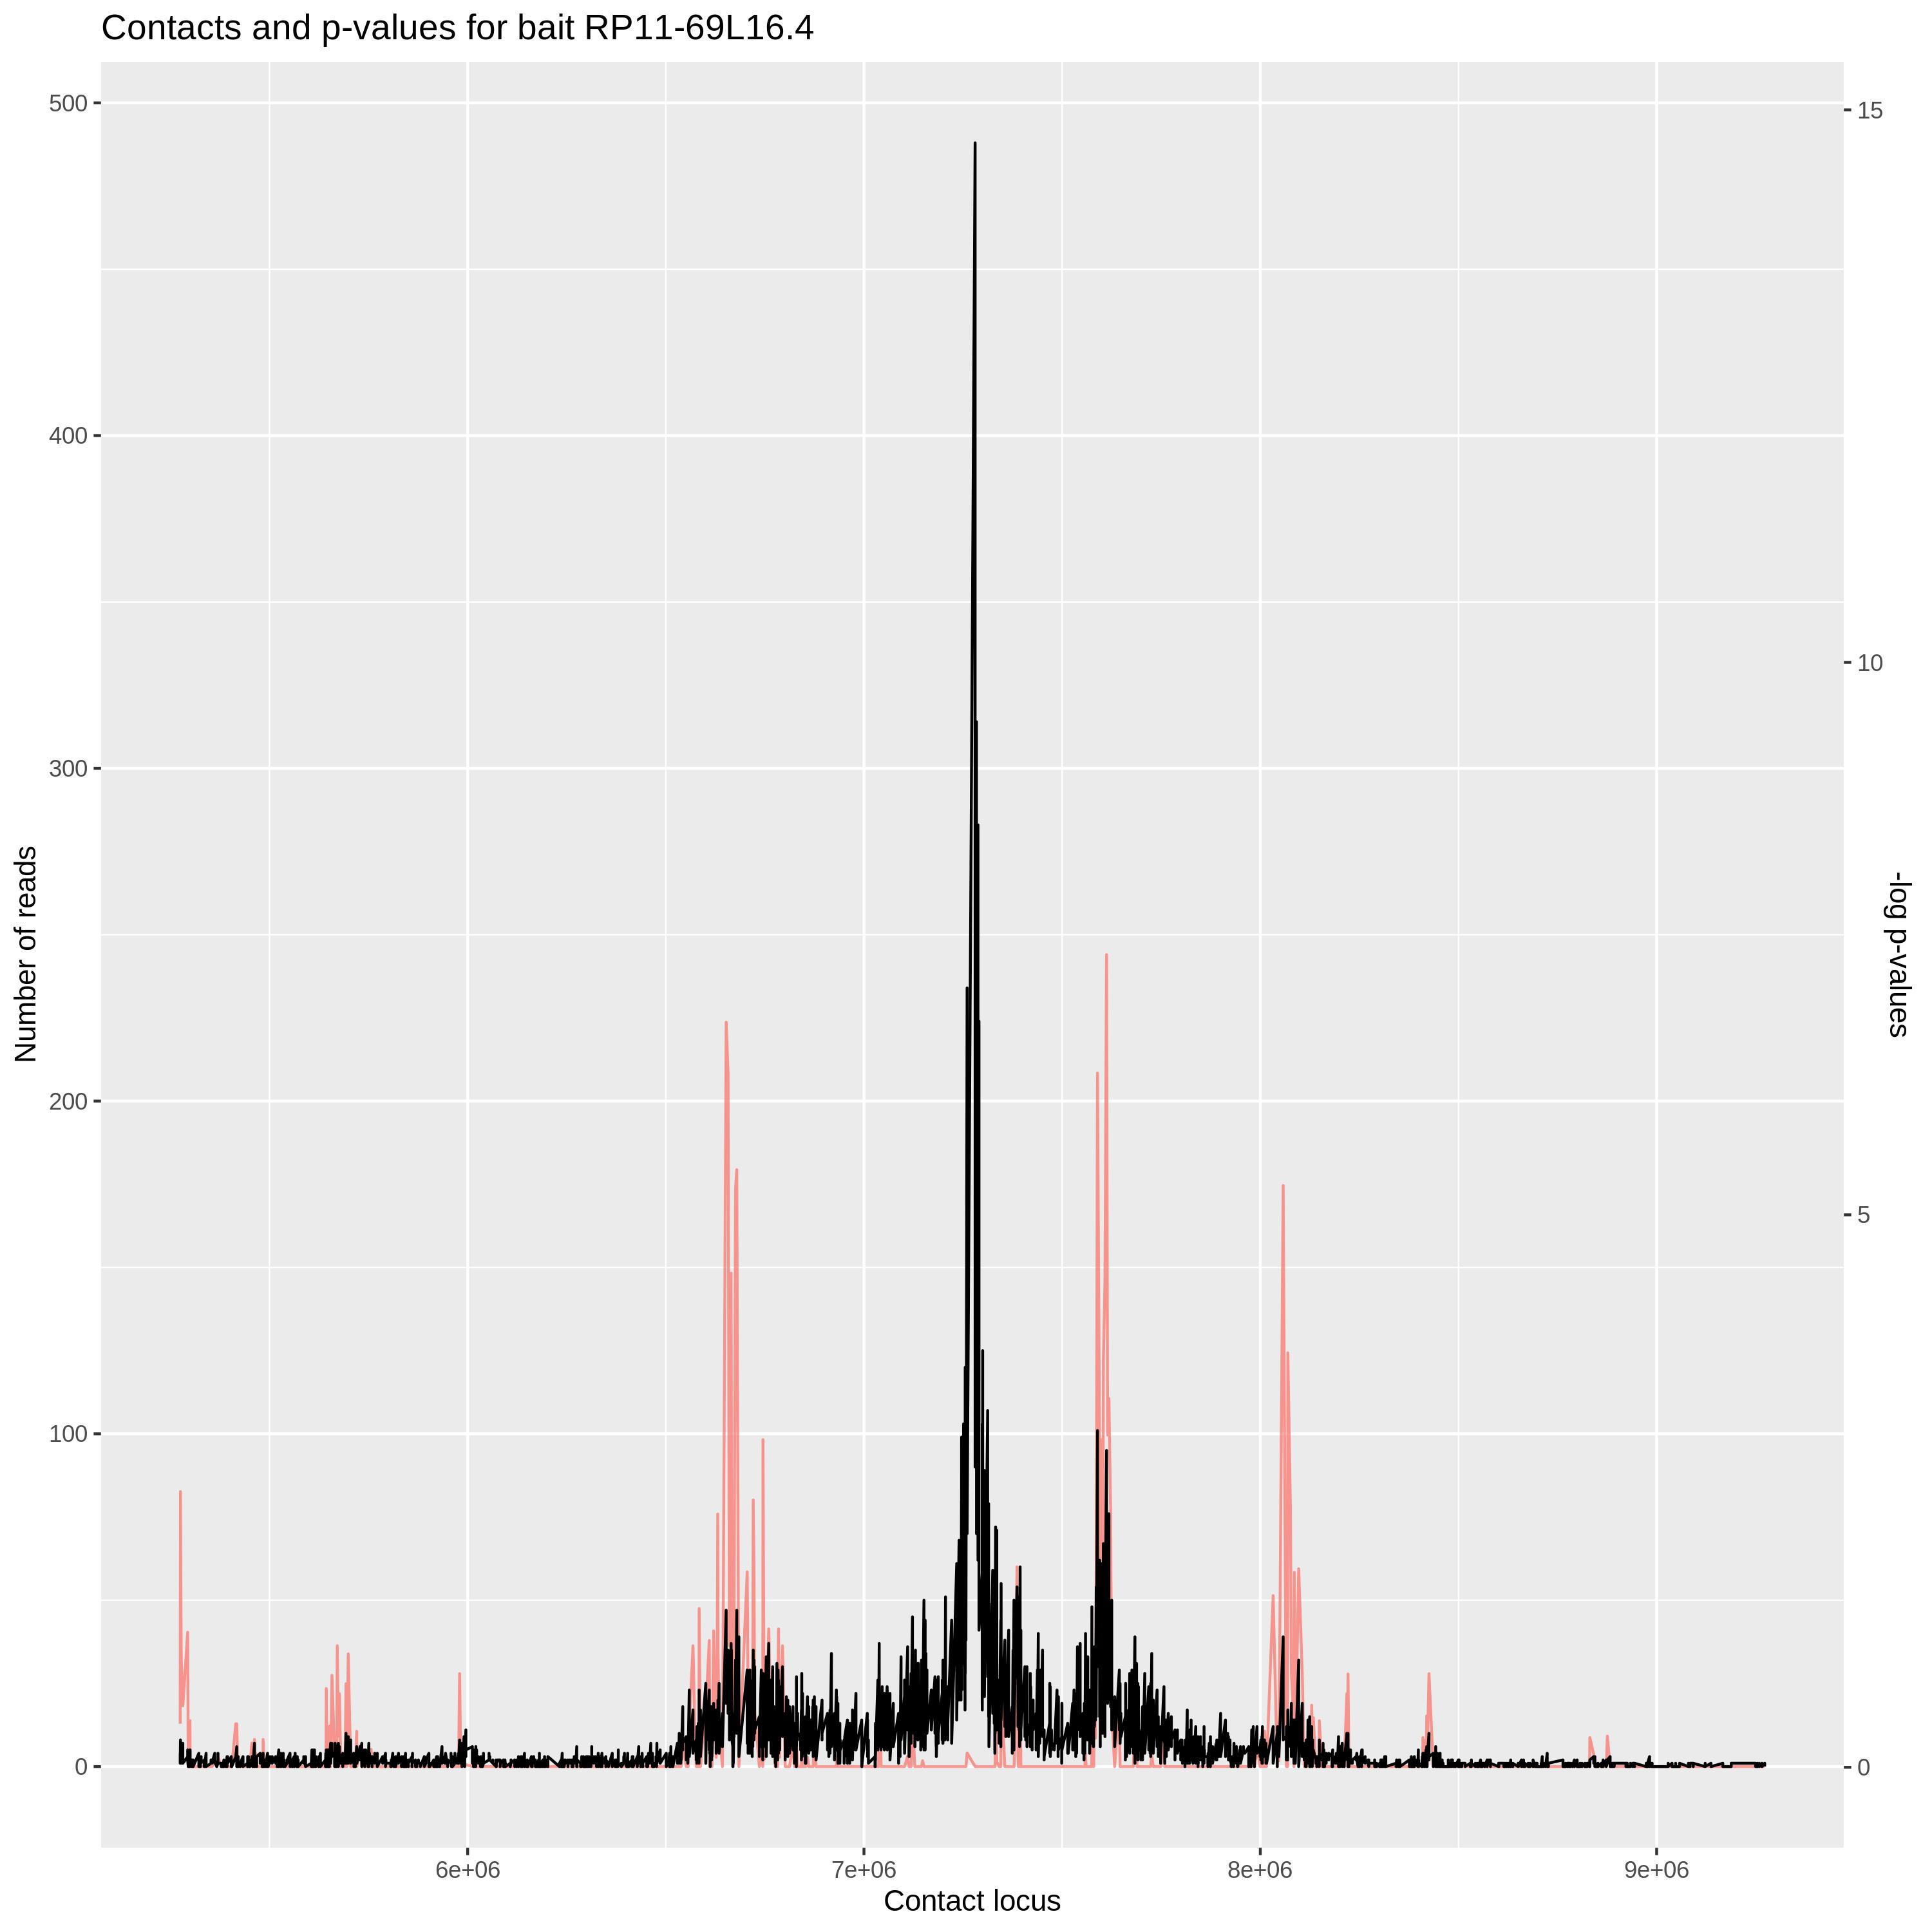 Contacts and p-values for bait RP11-69L16.4
500
400
300
200
100
0
Number of reads
15
10
5
0
-log p-values
6e+06
7e+06
8e+06
9e+06
Contact locus